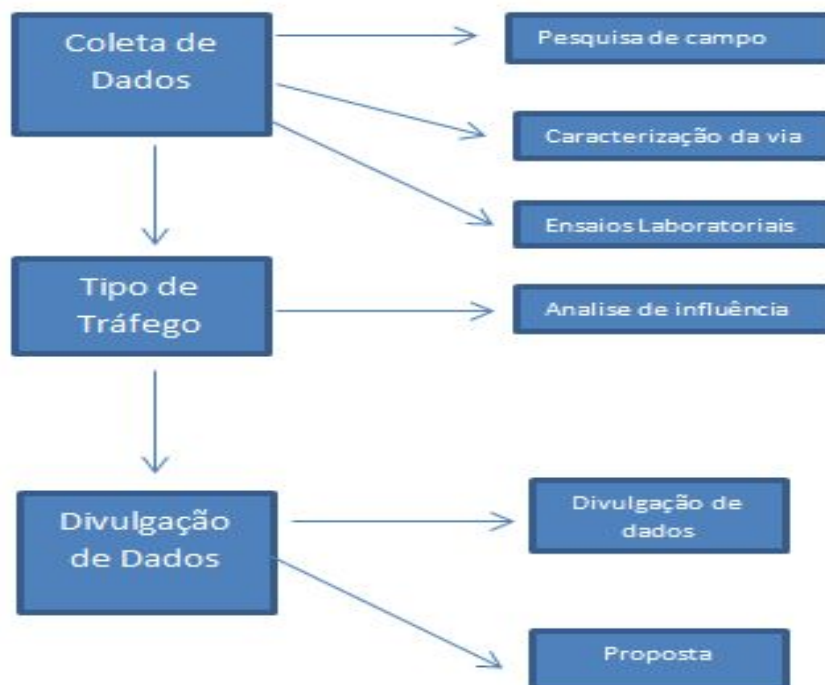 Coleta de
Dados
Pesquisa de campo
Caracterização da via
Ensaios Laboratoriais
Tipo de
Tráfego
Analise de influência
Divulgação
de Dados
Divulgação de
dados
Proposta